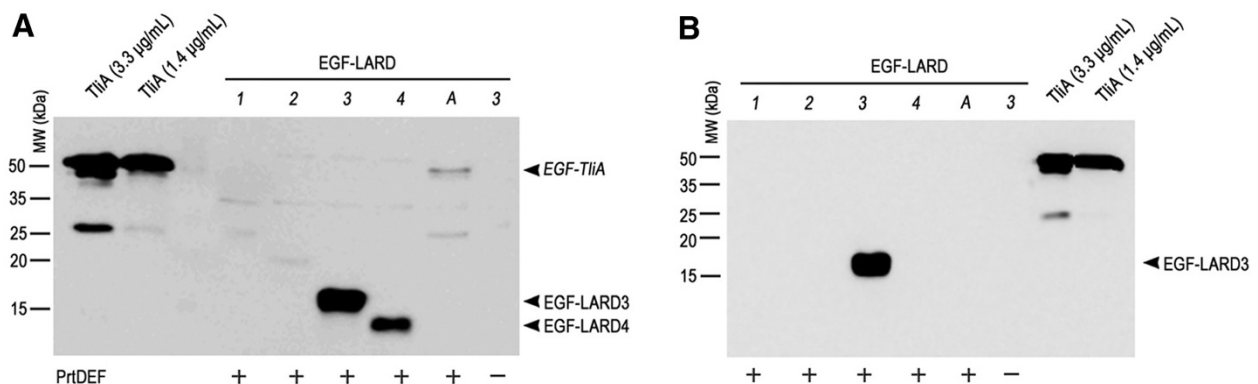 A
TliA (3.3 µg/mL)
TliA (1.4 µg/mL)
EGF-LARD
1 2 3 4 A 3
MW (kDa)
50
35
25
20
15
EGF-TliA
EGF-LARD3
EGF-LARD4
PrtDEF + + + + + −
B
EGF-LARD
1 2 3 4 A 3
TliA (3.3 µg/mL)
TliA (1.4 µg/mL)
MW (kDa)
50
35
25
20
15
EGF-LARD3
+ + + + + −